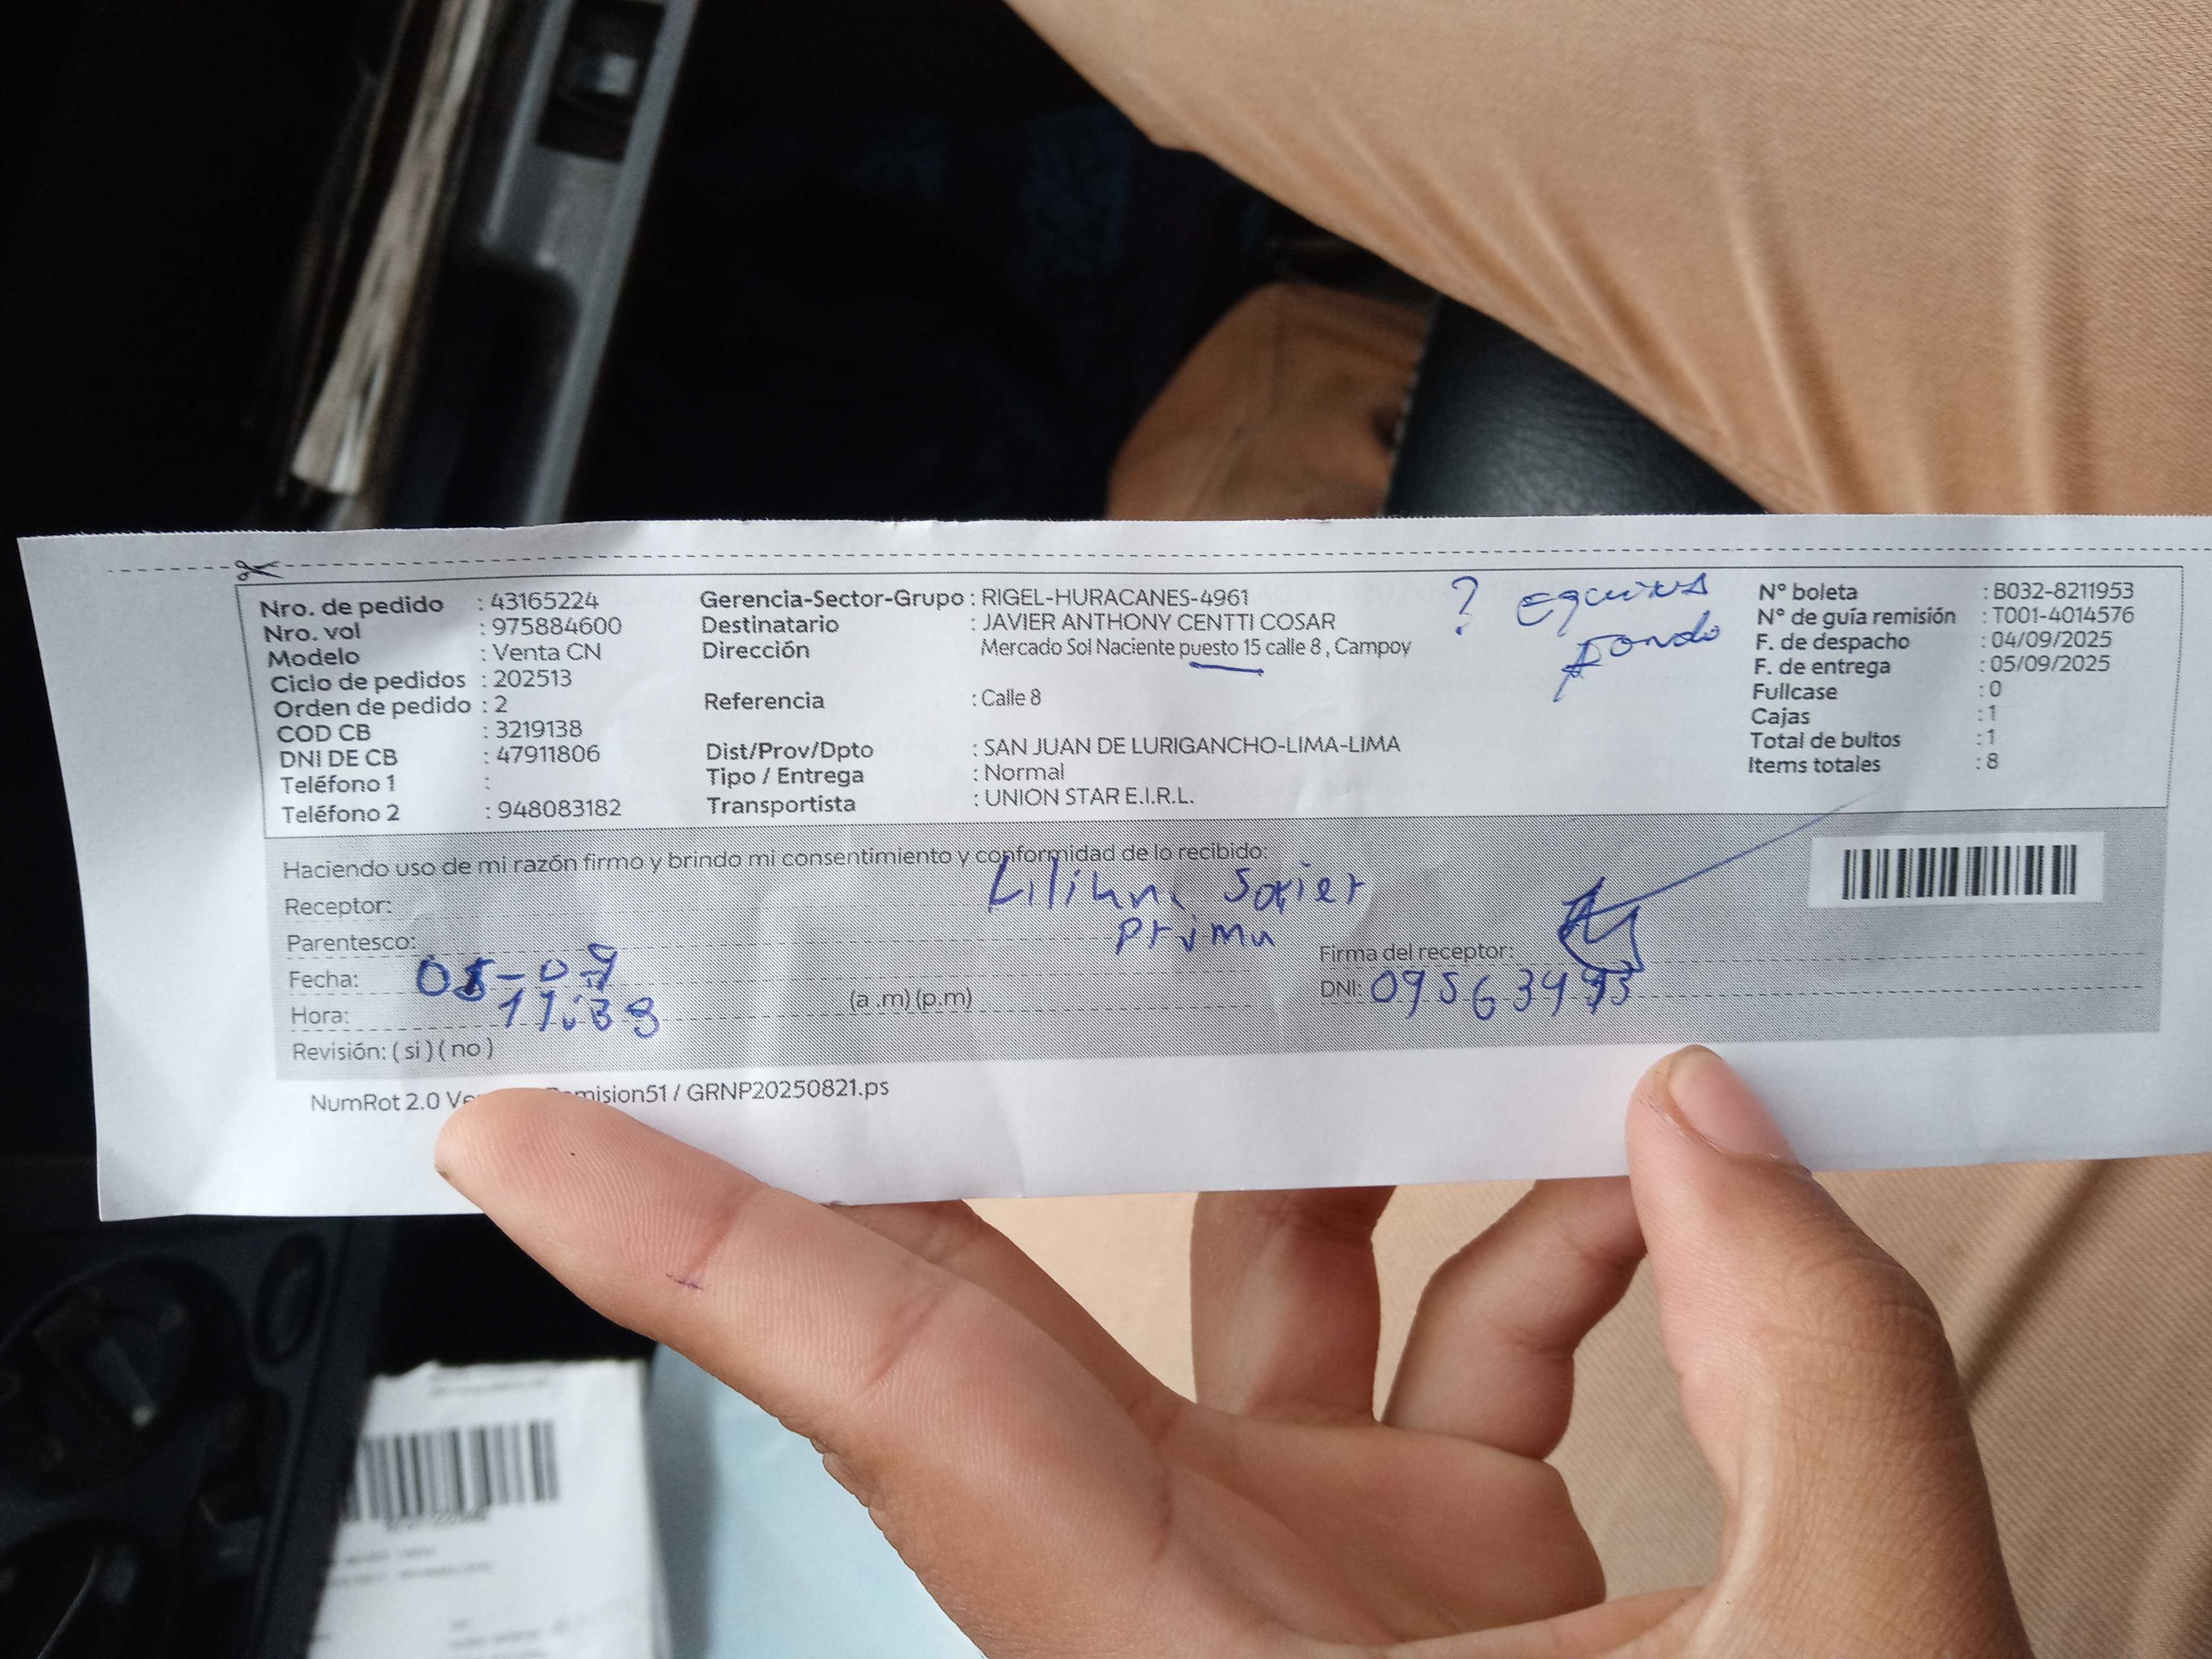 Nro. de pedido : 43165224
Nro. vol : 975884600
Modelo : Venta CN
Ciclo de pedidos : 202513
Orden de pedido : 2
COD CB : 3219138
DNI DE CB : 47911806
Teléfono 1 :
Teléfono 2 : 948083182
Gerencia-Sector-Grupo : RIGEL-HURACANES-4961
Destinatario : JAVIER ANTHONY CENTTI COSAR
Dirección Mercado Sol Naciente puesto 15 calle 8 , Campoy
Referencia : Calle 8
Dist/Prov/Dpto : SAN JUAN DE LURIGANCHO-LIMA-LIMA
Tipo / Entrega : Normal
Transportista : UNION STAR E.I.R.L.
?
Fondo
N° boleta : B032-8211953
N° de guía remisión : T001-4014576
F. de despacho : 04/09/2025
F. de entrega : 05/09/2025
Fullcase : 0
Cajas : 1
Total de bultos : 1
Items totales : 8
Haciendo uso de mi razón firmo y brindo mi consentimiento y conformidad de lo recibido:
Receptor:
Parentesco: Prima
Fecha: 05-09
Hora: (a .m) (p.m)
Revisión: ( si ) ( no )
Firma del receptor:
DNI:
NumRot 2.0 / GRNP20250821.ps